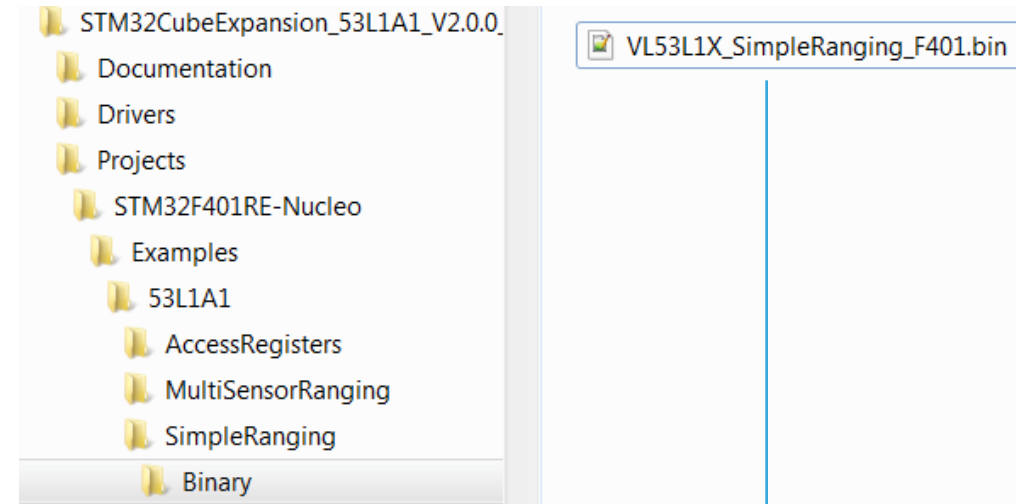 STM32CubeExpansion_53L1A1_V2.0.0_
Documentation
Drivers
Projects
STM32F401RE-Nucleo
Examples
53L1A1
AccessRegisters
MultiSensorRanging
SimpleRanging
Binary
VL53L1X_SimpleRanging_F401.bin